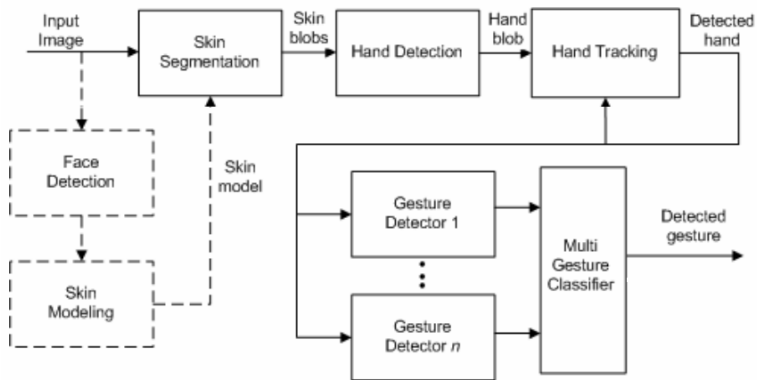 Input
Image
Skin
Segmentation
Skin
blobs
Hand Detection
Hand
blob
Hand Tracking
Detected
hand
Face
Detection
Skin
model
Skin
Modeling
Gesture
Detector 1
Gesture
Detector n
Multi
Gesture
Classifier
Detected
gesture